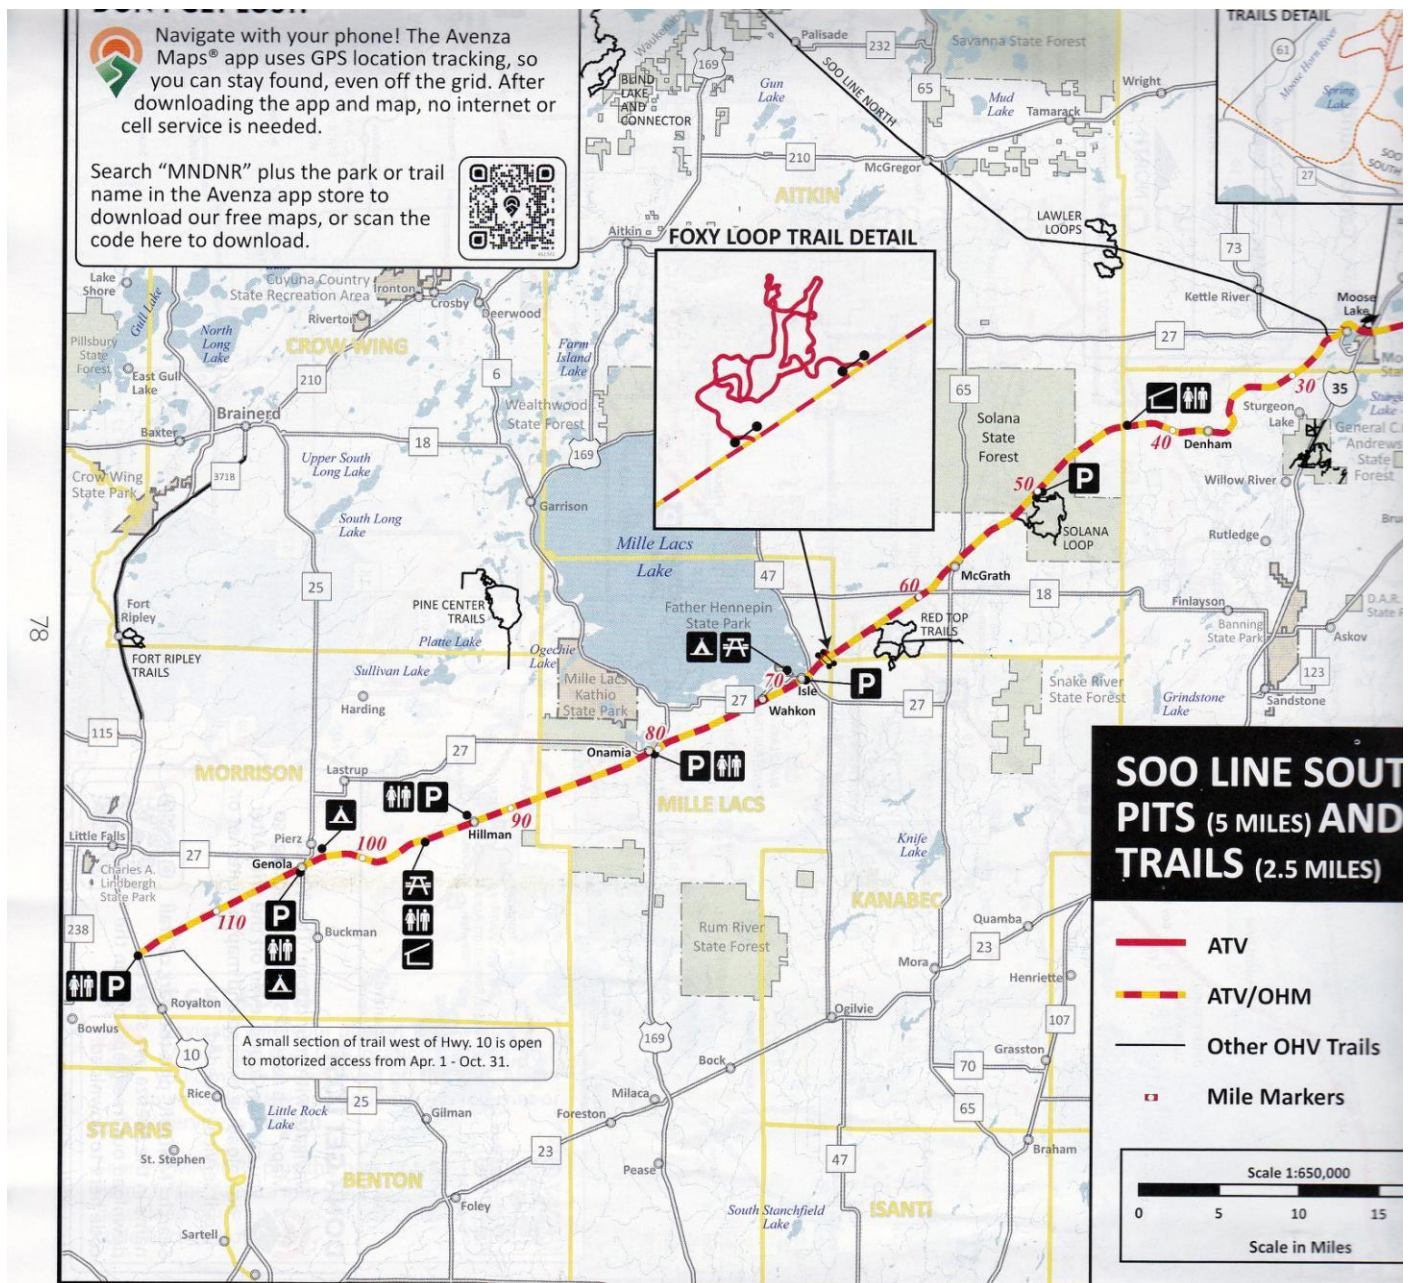 DON'T GET LOST!
Navigate with your phone! The Avenza
Maps® app uses GPS location tracking, so
you can stay found, even off the grid. After
downloading the app and map, no internet or
cell service is needed.
Search “MNDNR” plus the park or trail
name in the Avenza app store to
download our free maps, or scan the
code here to download.
Palisade
232
Savanna State Forest
TRAILS DETAIL
61
Moose Horn River
Spring
Lake
SOO
SOUTH
27
Waukenabo
169
BLIND
LAKE
AND
CONNECTOR
Gun
Lake
SOO LINE NORTH
65
Mud
Lake
Wright
Tamarack
210
McGregor
AITKIN
Aitkin
LAWLER
LOOPS
73
Kettle River
Moose
Lake
27
FOXY LOOP TRAIL DETAIL
Lake
Shore
Gull Lake
Cuyuna Country
State Recreation Area
Ironton
Crosby
Deerwood
Riverton
North
Long
Lake
CROW WING
Pillsbury
State
Forest
East Gull
Lake
210
6
Farm
Island
Lake
Brainerd
Baxter
18
Wealthwood
State Forest
169
65
Solana
State
Forest
30
35
Sturgeon
Lake
40
Denham
General C.C.
Andrews
State
Forest
Willow River
Crow Wing
State Park
371B
Upper South
Long Lake
South Long
Lake
Garrison
50
P
SOLANA
LOOP
Rutledge
Mille Lacs
Lake
47
McGrath
60
18
25
PINE CENTER
TRAILS
Platte Lake
Ogechie
Lake
Father Hennepin
State Park
RED TOP
TRAILS
Finlayson
Banning
State Park
Askov
D.A.R.
Fort
Ripley
FORT RIPLEY
TRAILS
Sullivan Lake
Harding
Mille Lacs
Kathio
State Park
70
Isle
P
27
Wahkon
27
Snake River
State Forest
Grindstone
Lake
123
Sandstone
115
MORRISON
Lastrup
27
Onamia
80
P
MILLE LACS
78
SOO LINE SOUT
PITS (5 MILES) AND
TRAILS (2.5 MILES)
Little Falls
27
Pierz
Genola
100
P
Hillman
90
Charles A.
Lindbergh
State Park
110
P
238
Buckman
Knife
Lake
KANABEC
Rum River
State Forest
Quamba
23
Mora
Henriette
ATV
ATV/OHM
Other OHV Trails
Mile Markers
P
Royalton
Bowlus
10
A small section of trail west of Hwy. 10 is open
to motorized access from Apr. 1 - Oct. 31.
169
Ogilvie
107
Grasston
70
Bock
Rice
Little Rock
Lake
25
Gilman
Milaca
Foreston
65
Braham
STEARNS
St. Stephen
BENTON
23
Pease
47
Foley
Sartell
South Stanchfield
Lake
ISANTI
Scale 1:650,000
0 5 10 15
Scale in Miles